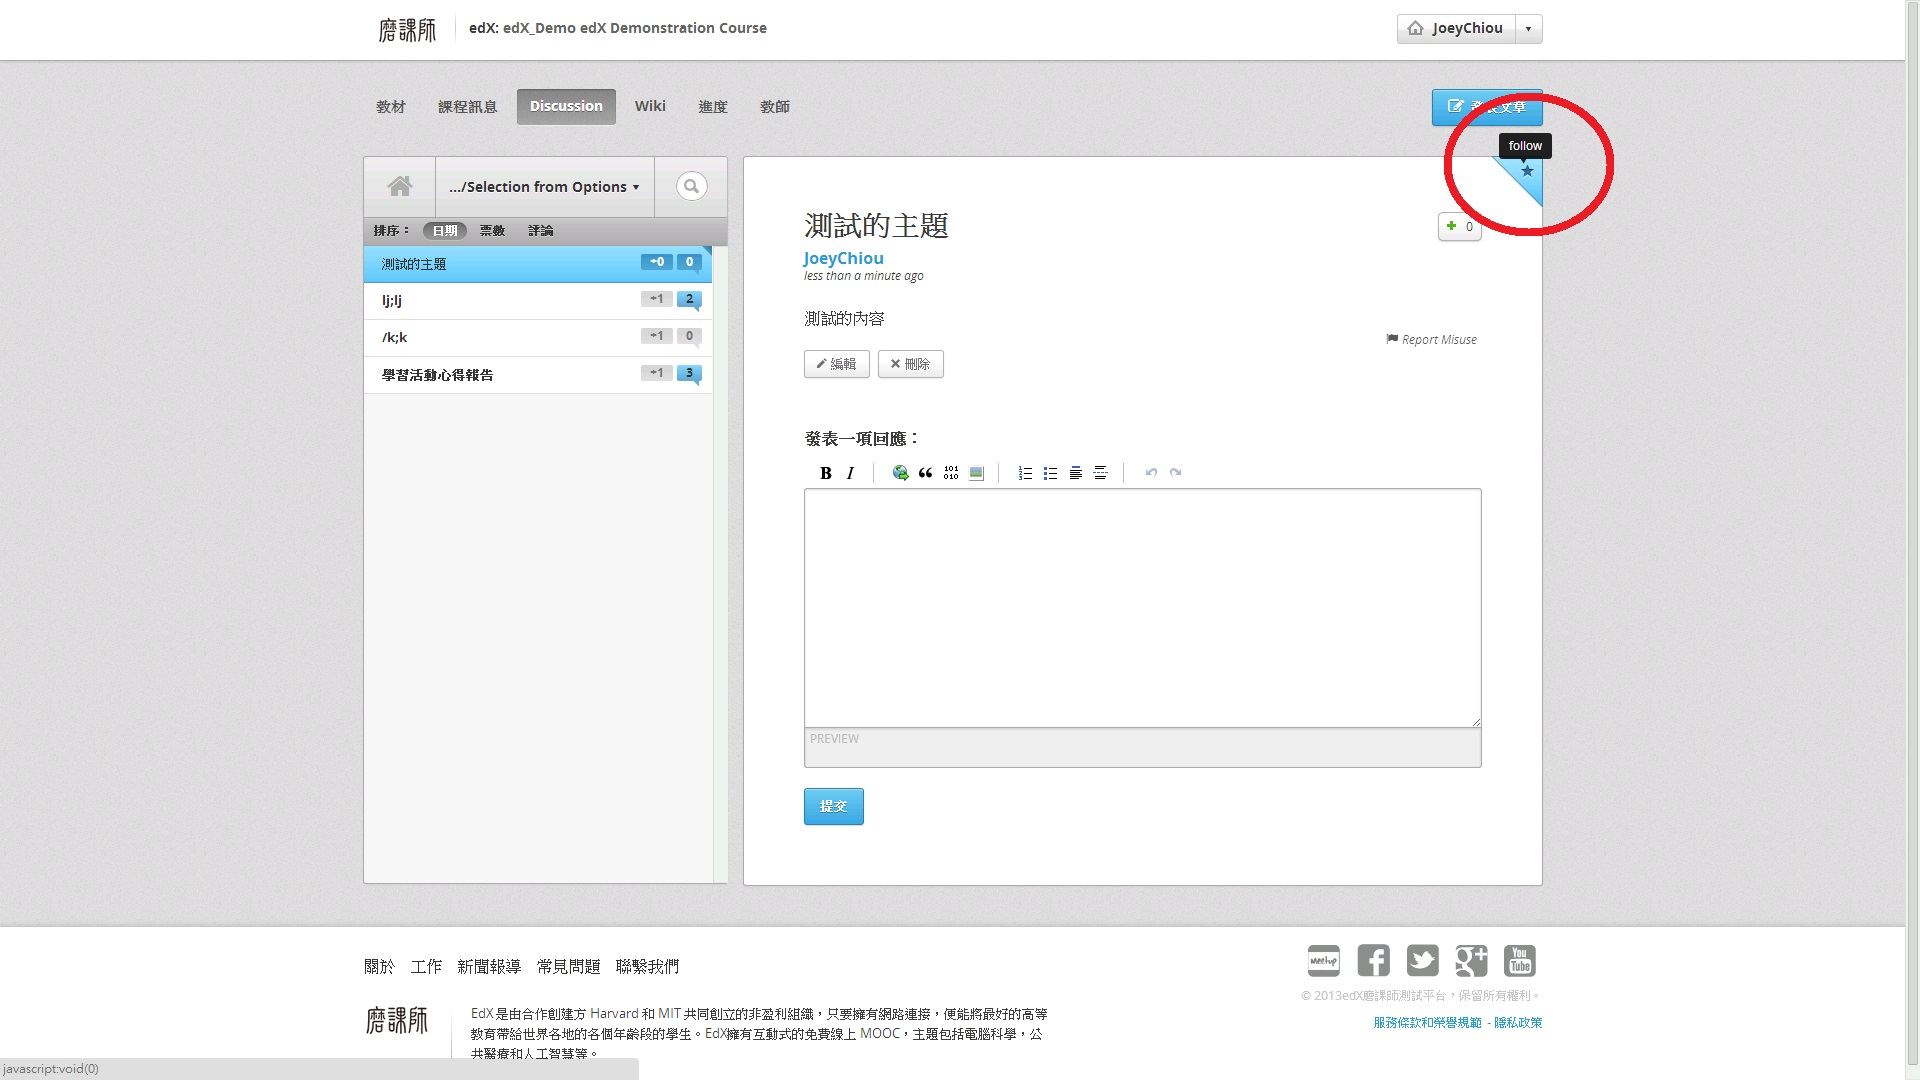 磨課師
edX: edX_Demo edX Demonstration Course
JoeyChiou
教材 課程訊息 Discussion Wiki 進度 教師
發表文章
follow
.../Selection from Options
排序： 日期 票數 評論
測試的主題 +0 0
lj;lj +1 2
/k;k +1 0
學習活動心得報告 +1 3
測試的主題
+ 0
JoeyChiou
less than a minute ago
測試的內容
Report Misuse
編輯 刪除
發表一項回應：
B I
101
010
PREVIEW
提交
關於 工作 新聞報導 常見問題 聯繫我們
Meetup
You
Tube
© 2013edX磨課師測試平台，保留所有權利。
服務條款和榮譽規範 - 隱私政策
磨課師
EdX 是由合作創建方 Harvard 和 MIT 共同創立的非盈利組織，只要擁有網路連接，便能將最好的高等
教育帶給世界各地的各個年齡段的學生。EdX擁有互動式的免費線上 MOOC，主題包括電腦科學，公
共醫療和人工智慧等。
javascript:void(0)